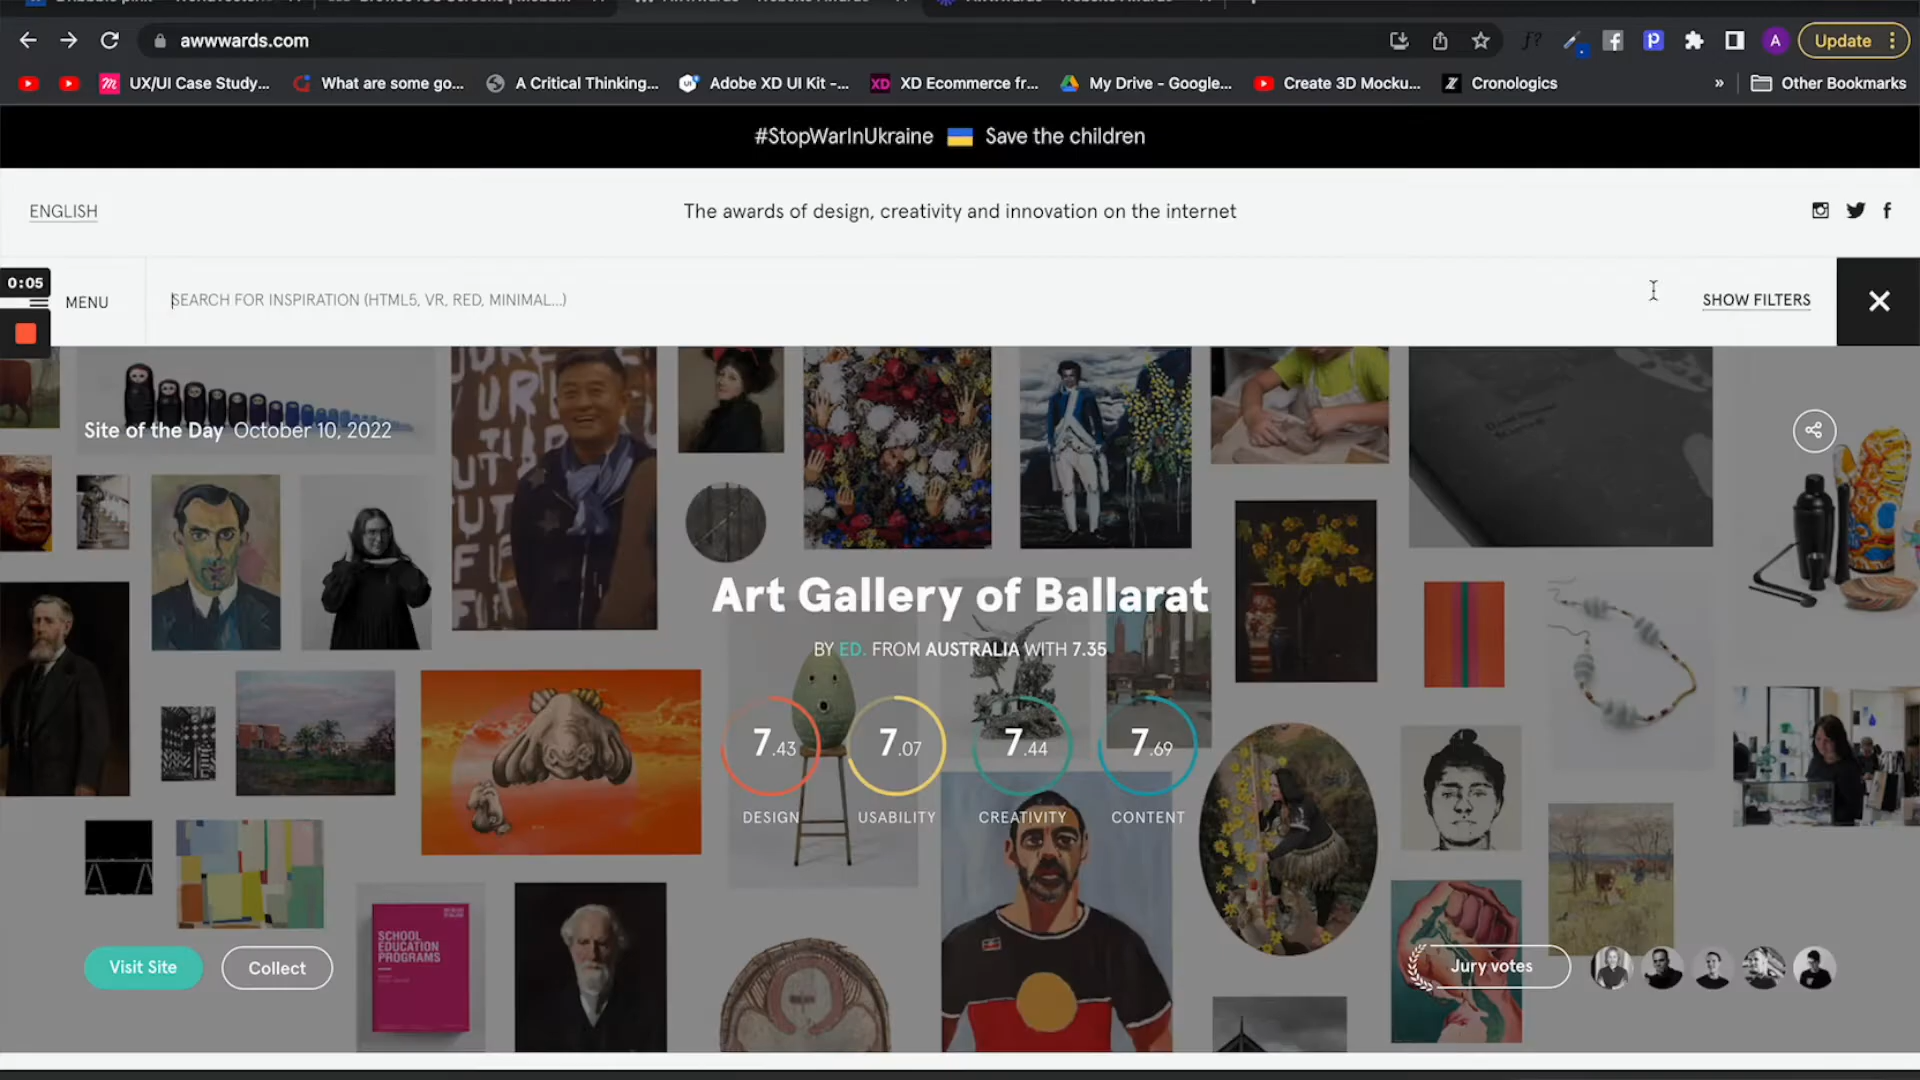 awwwards.com
Update
UX/UI Case Study...
What are some go...
A Critical Thinking...
Adobe XD UI Kit -...
XD Ecommerce fr...
My Drive - Google...
Create 3D Mocku...
Cronologics
»
Other Bookmarks
#StopWarInUkraine
Save the children
ENGLISH
The awards of design, creativity and innovation on the internet
0:05
MENU
SEARCH FOR INSPIRATION (HTML5, VR, RED, MINIMAL...)
SHOW FILTERS
Site of the Day October 10, 2022
Art Gallery of Ballarat
BY ED. FROM AUSTRALIA WITH 7.35
7.43
7.07
7.44
7.69
DESIGN
USABILITY
CREATIVITY
CONTENT
SCHOOL
EDUCATION
PROGRAMS
Visit Site
Collect
Jury votes